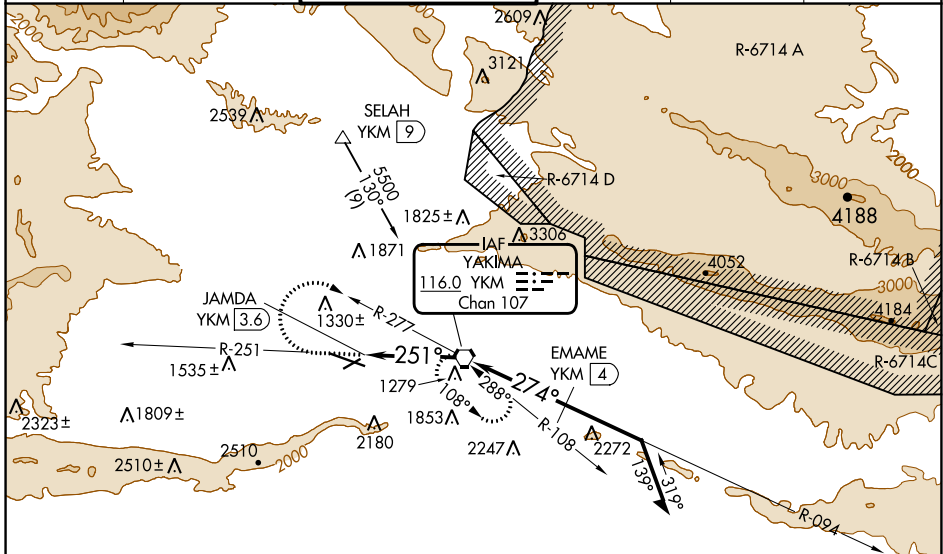 2000
2609
R-6714 A
3121
2539
SELAH
YKM 9
2000
R-6714 D
3000
5500
130°
(9)
4188
1825±
3306
1871
IAF
YAKIMA
116.0 YKM
Chan 107
4052
R-6714 B
3000
JAMDA
YKM 3.6
1330±
R-277
4184
R-251
251°
EMAME
YKM 4
R-6714C
1535±
1279
288°
274°
108°
2323±
1809±
1853
R-108
2180
2247
2272
2510±
2510
2000
139°
319°
R-094